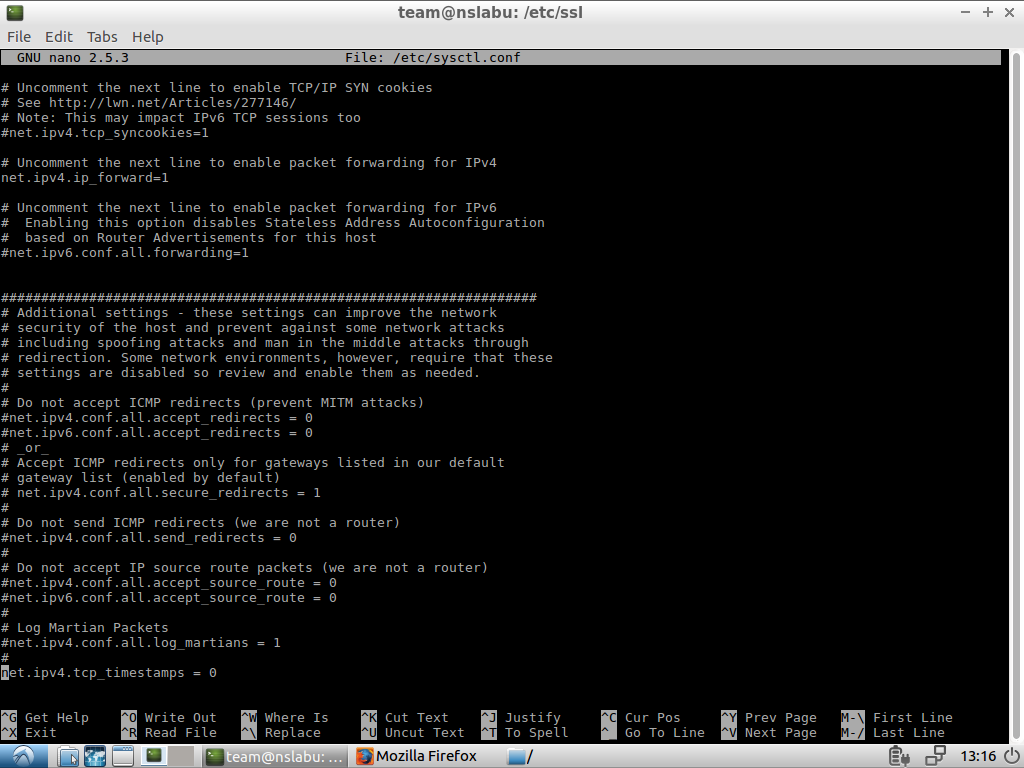 team@nslabu: /etc/ssl
File Edit Tabs Help
GNU nano 2.5.3 File: /etc/sysctl.conf
# Uncomment the next line to enable TCP/IP SYN cookies
# See http://lwn.net/Articles/277146/
# Note: This may impact IPv6 TCP sessions too
#net.ipv4.tcp_syncookies=1
# Uncomment the next line to enable packet forwarding for IPv4
net.ipv4.ip_forward=1
# Uncomment the next line to enable packet forwarding for IPv6
#  Enabling this option disables Stateless Address Autoconfiguration
#  based on Router Advertisements for this host
#net.ipv6.conf.all.forwarding=1
###################################################################
# Additional settings - these settings can improve the network
# security of the host and prevent against some network attacks
# including spoofing attacks and man in the middle attacks through
# redirection. Some network environments, however, require that these
# settings are disabled so review and enable them as needed.
#
# Do not accept ICMP redirects (prevent MITM attacks)
#net.ipv4.conf.all.accept_redirects = 0
#net.ipv6.conf.all.accept_redirects = 0
# _or_
# Accept ICMP redirects only for gateways listed in our default
# gateway list (enabled by default)
# net.ipv4.conf.all.secure_redirects = 1
#
# Do not send ICMP redirects (we are not a router)
#net.ipv4.conf.all.send_redirects = 0
#
# Do not accept IP source route packets (we are not a router)
#net.ipv4.conf.all.accept_source_route = 0
#net.ipv6.conf.all.accept_source_route = 0
#
# Log Martian Packets
#net.ipv4.conf.all.log_martians = 1
#
net.ipv4.tcp_timestamps = 0
^G Get Help ^O Write Out ^W Where Is ^K Cut Text ^J Justify ^C Cur Pos ^Y Prev Page M-\ First Line
^X Exit ^R Read File ^\ Replace ^U Uncut Text ^T To Spell ^_ Go To Line ^V Next Page M-/ Last Line
team@nslabu: ... Mozilla Firefox / 13:16